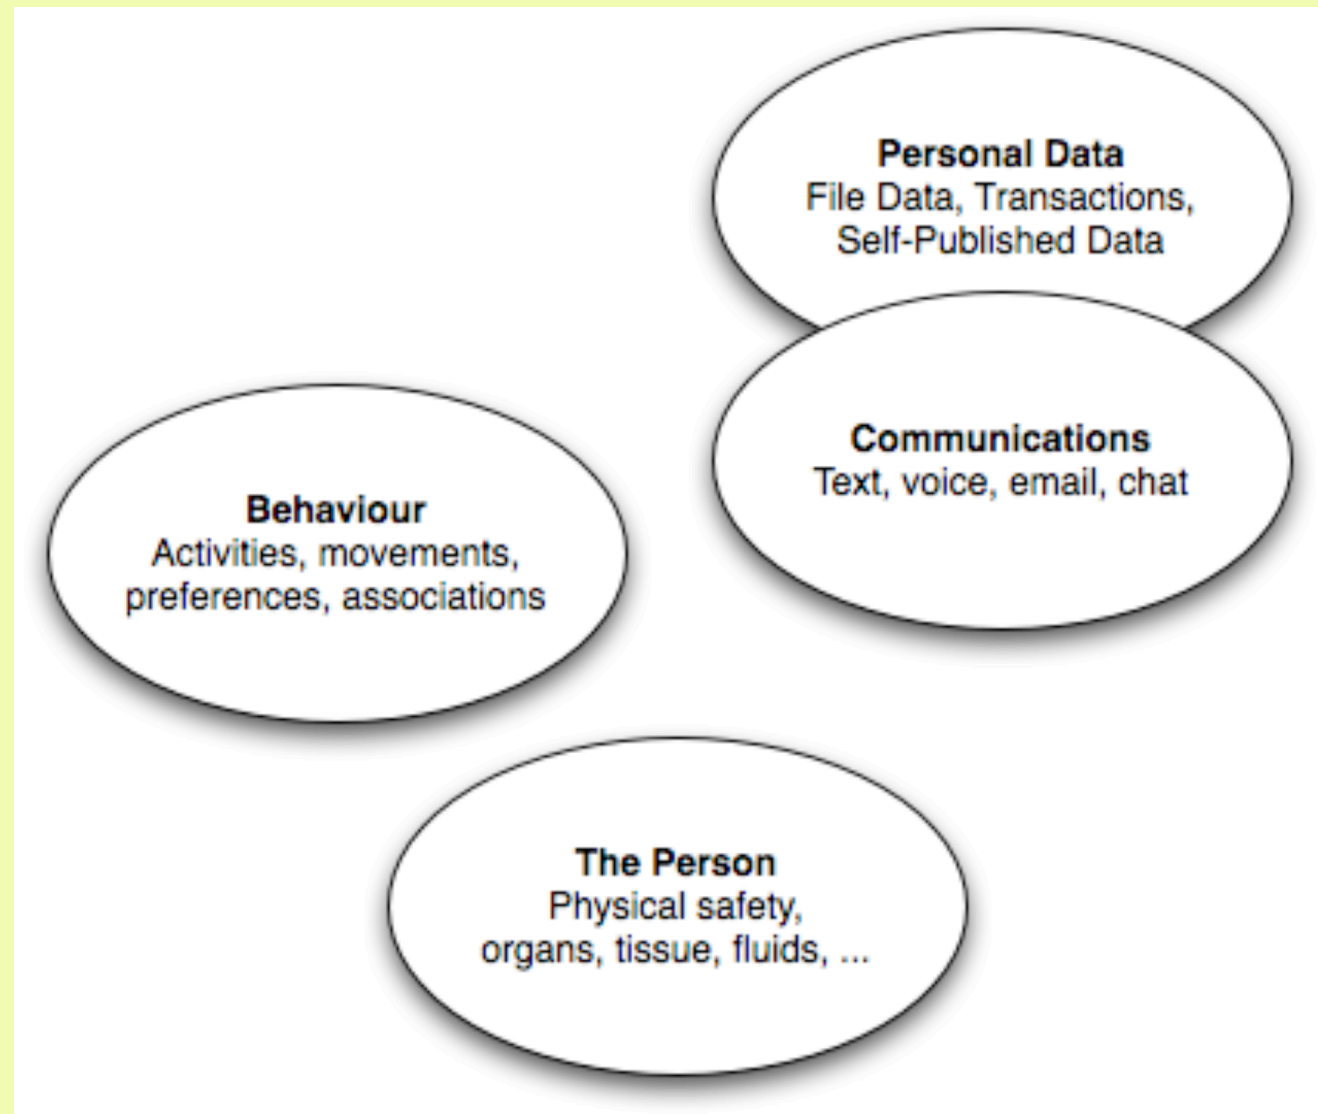 Personal Data
File Data, Transactions,
Self-Published Data
Communications
Text, voice, email, chat
Behaviour
Activities, movements,
preferences, associations
The Person
Physical safety,
organs, tissue, fluids, ...